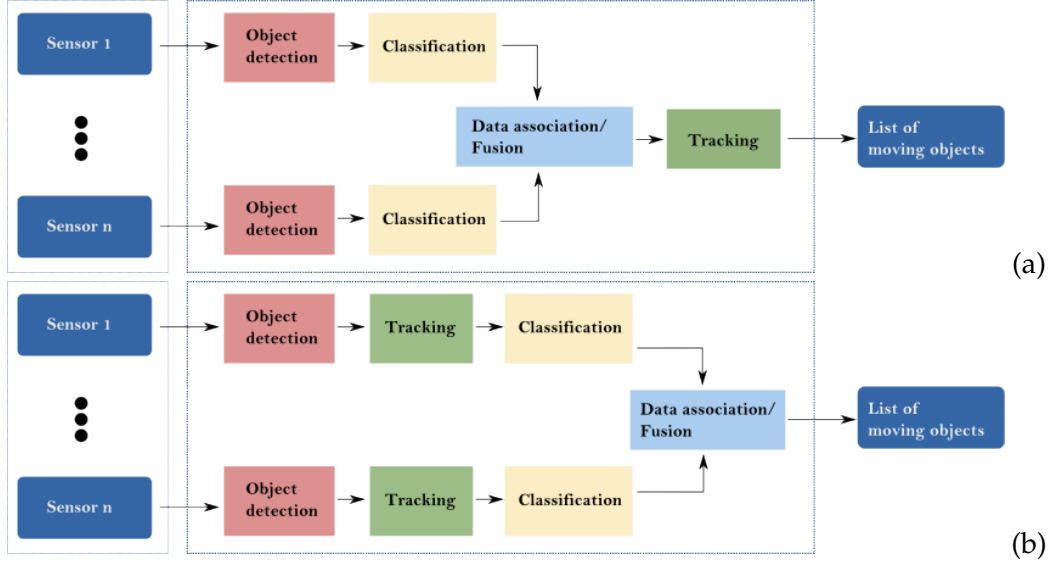 Sensor 1
Object
detection
Classification
Data association/
Fusion
Tracking
List of
moving objects
Sensor n
Object
detection
Classification
(a)
Sensor 1
Object
detection
Tracking
Classification
Data association/
Fusion
List of
moving objects
Sensor n
Object
detection
Tracking
Classification
(b)